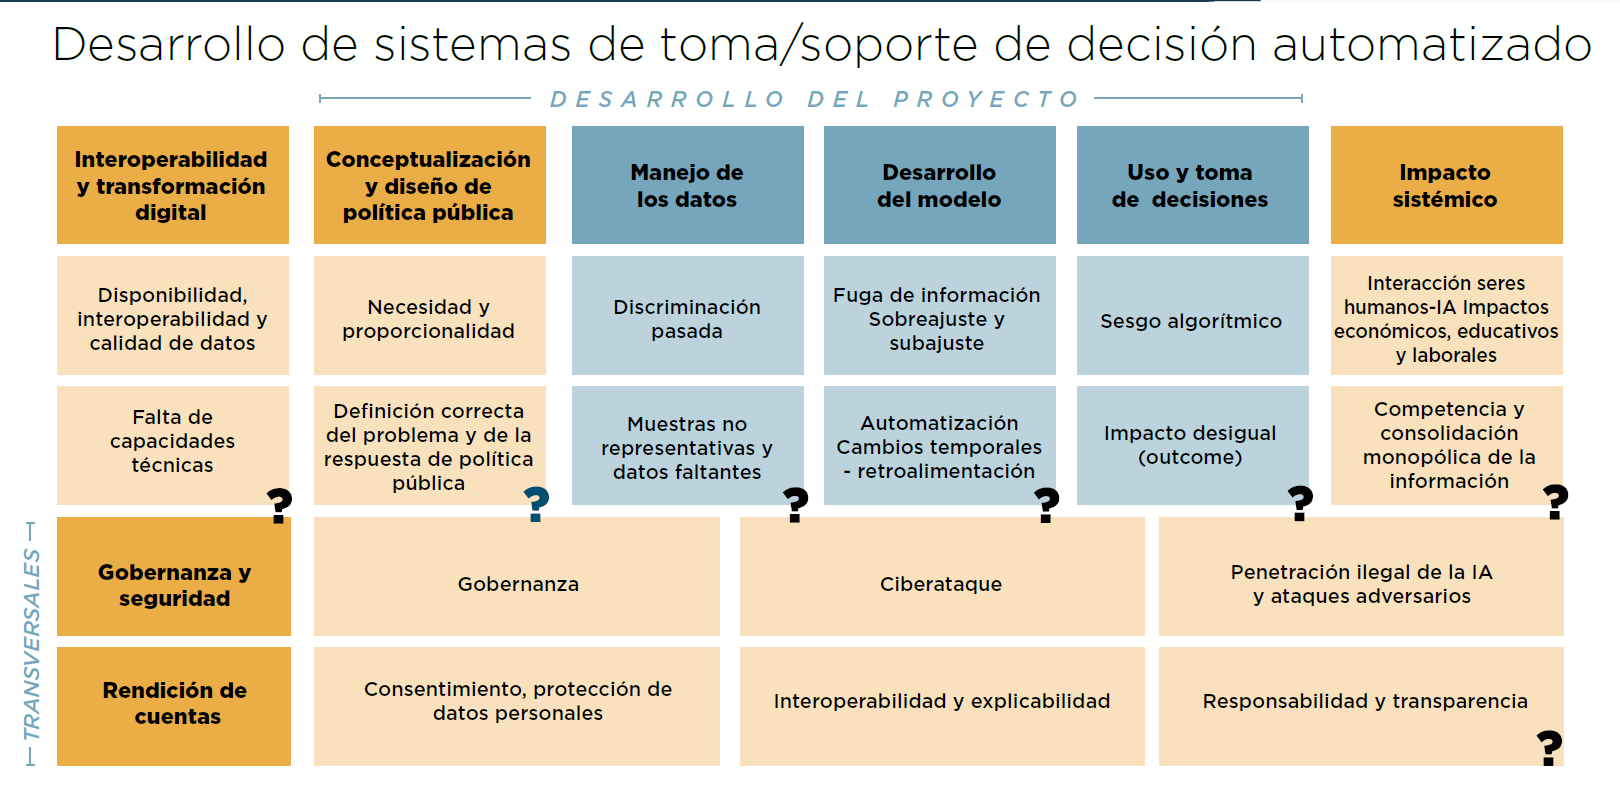 Desarrollo de sistemas de toma/soporte de decisión automatizado
DESARROLLO DEL PROYECTO
Interoperabilidad
y transformación
digital
Conceptualización
y diseño de
política pública
Manejo de
los datos
Desarrollo
del modelo
Uso y toma
de decisiones
Impacto
sistémico
Disponibilidad,
interoperabilidad y
calidad de datos
Necesidad y
proporcionalidad
Discriminación
pasada
Fuga de información
Sobreajuste y
subajuste
Sesgo algorítmico
Interacción seres
humanos-IA Impactos
económicos, educativos
y laborales
Falta de
capacidades
técnicas
?
Definición correcta
del problema y de la
respuesta de política
pública
?
Muestras no
representativas y
datos faltantes
?
Automatización
Cambios temporales
- retroalimentación
?
Impacto desigual
(outcome)
?
Competencia y
consolidación
monopólica de la
información
?
TRANSVERSALES
Gobernanza y
seguridad
Gobernanza
Ciberataque
Penetración ilegal de la IA
y ataques adversarios
Rendición de
cuentas
Consentimiento, protección de
datos personales
Interoperabilidad y explicabilidad
Responsabilidad y transparencia
?